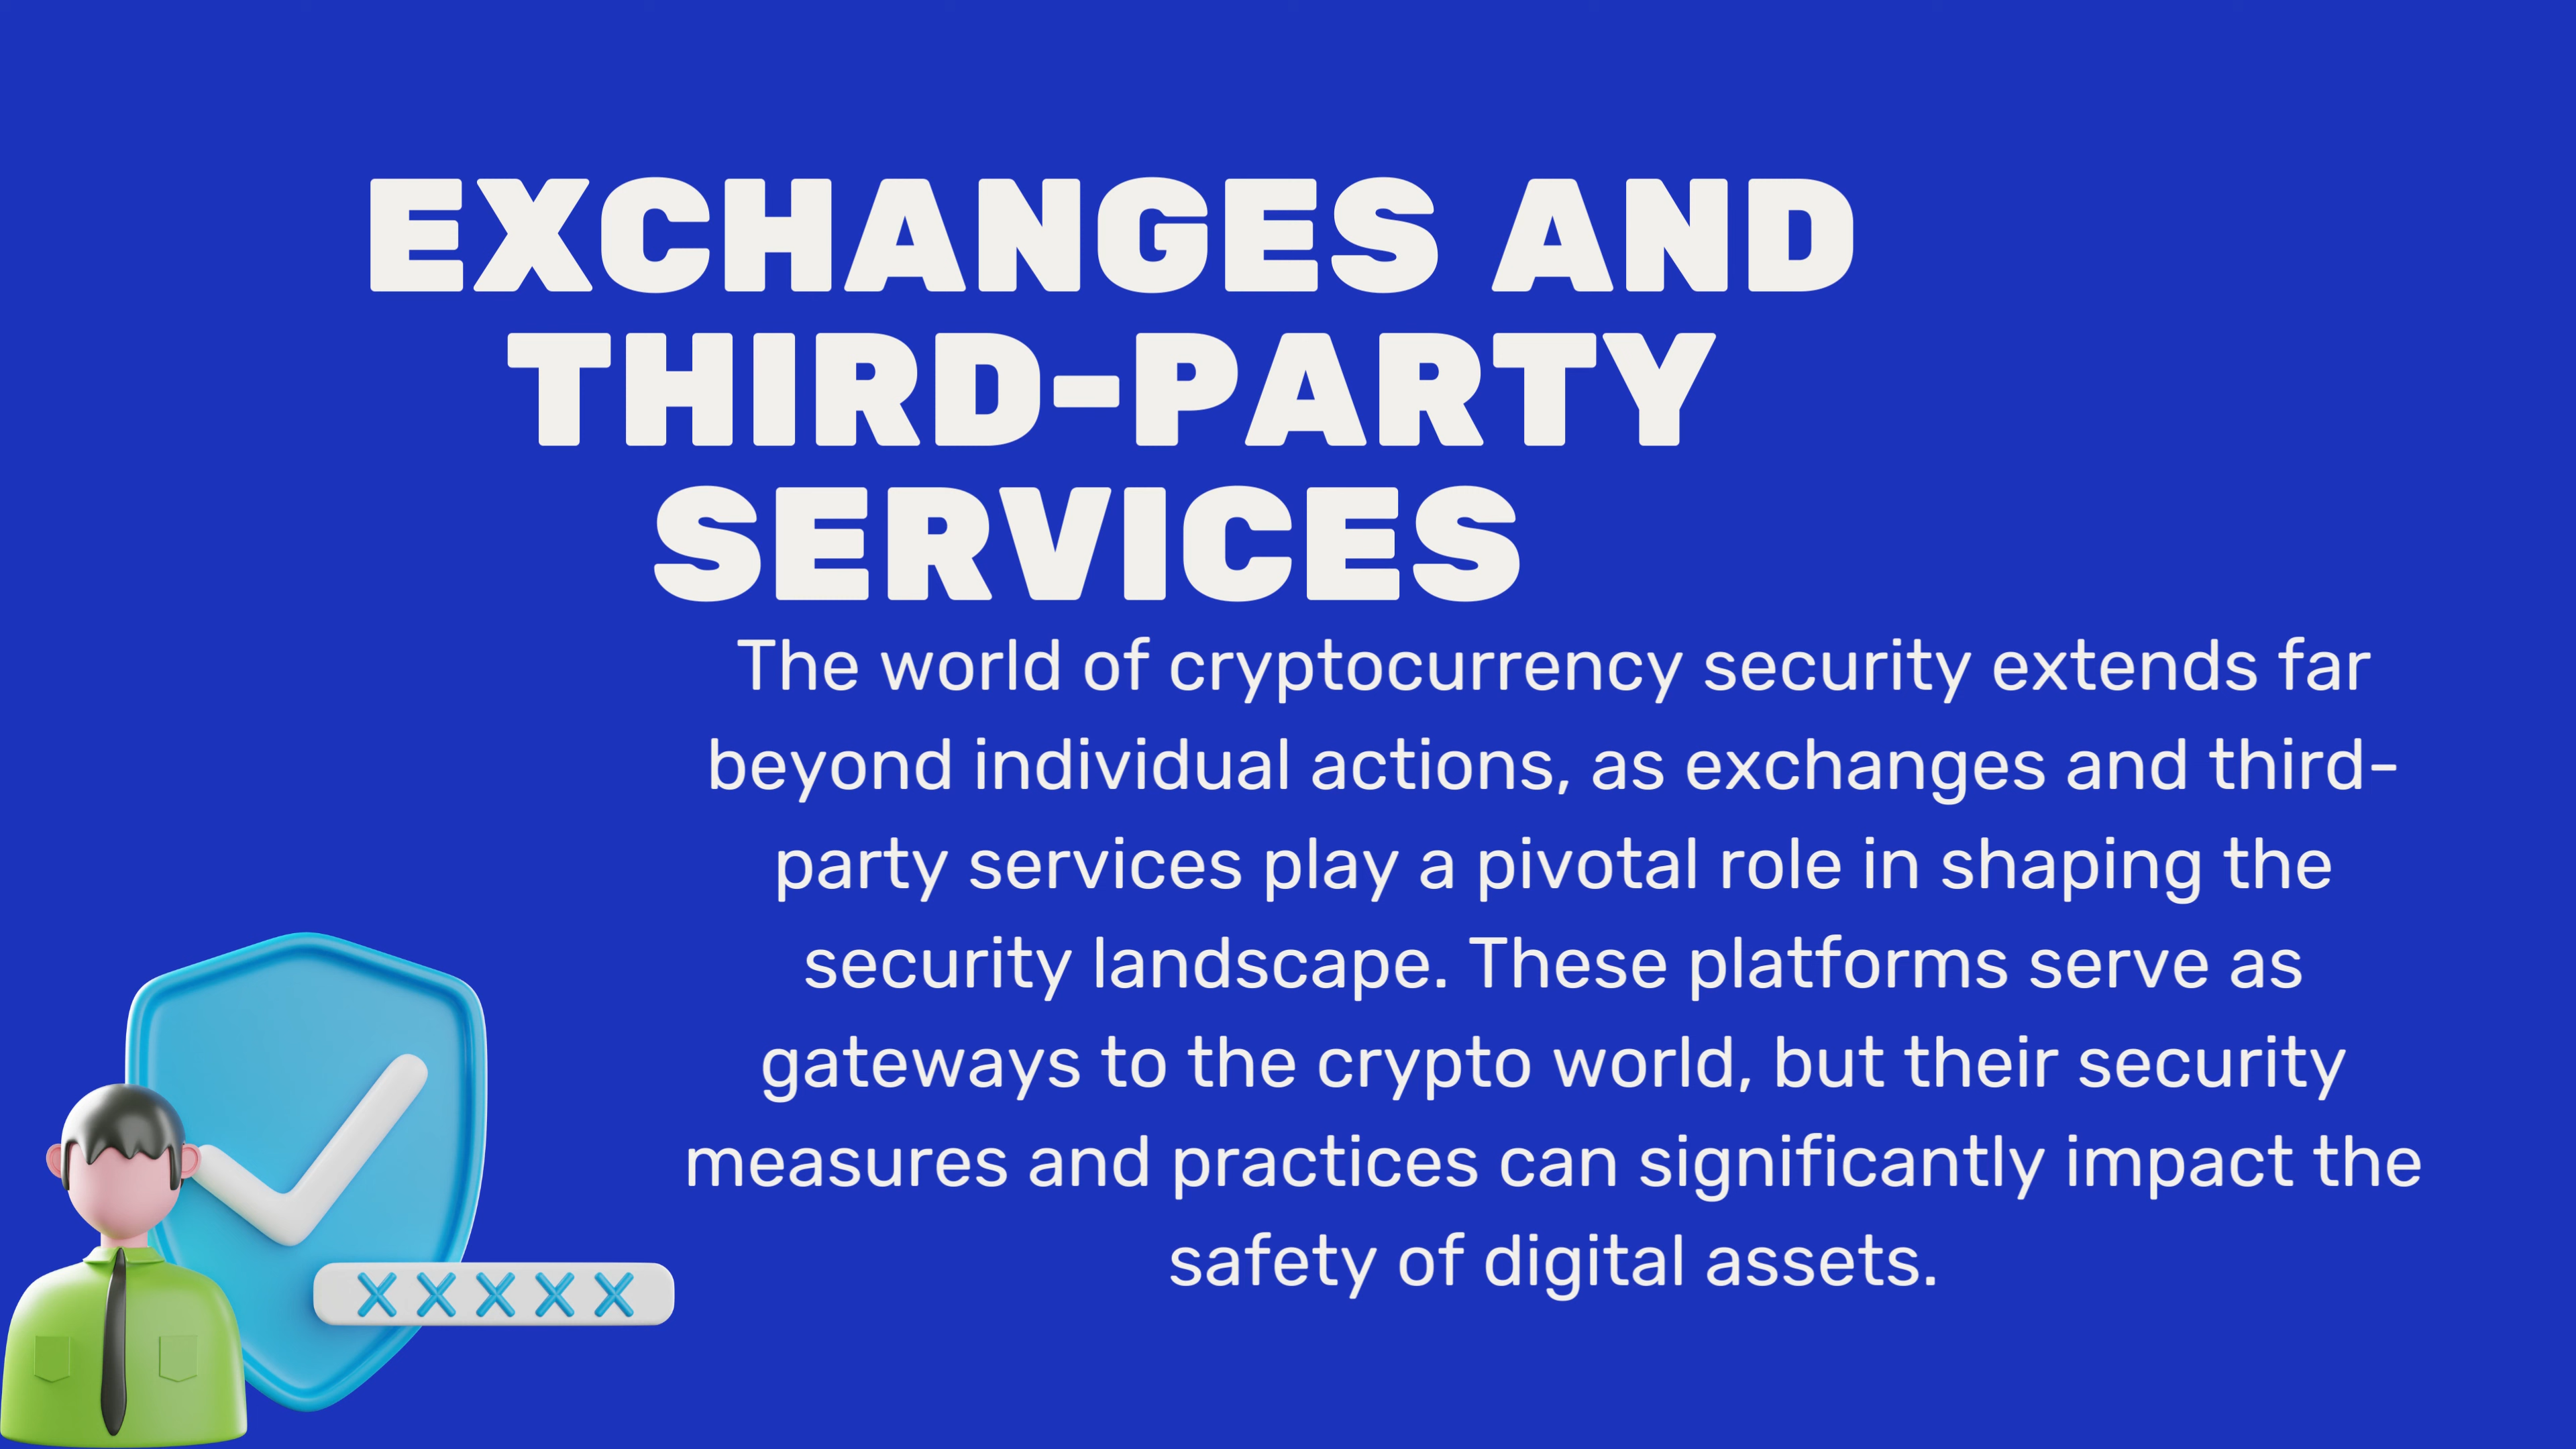 EXCHANGES AND
THIRD-PARTY
SERVICES
The world of cryptocurrency security extends far
beyond individual actions, as exchanges and third-
party services play a pivotal role in shaping the
security landscape. These platforms serve as
gateways to the crypto world, but their security
measures and practices can significantly impact the
safety of digital assets.
XXXXX